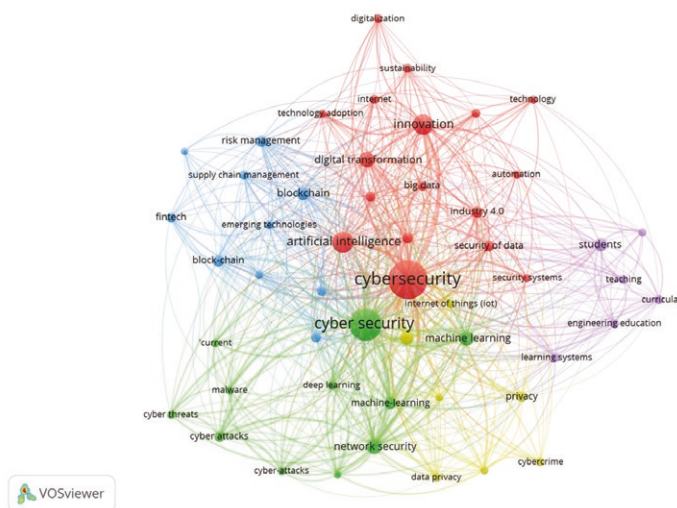 digitalization
sustainability
internet
technology
technology adoption
innovation
risk management
digital transformation
supply chain management
automation
big data
blockchain
industry 4.0
fintech
emerging technologies
artificial intelligence
security of data
students
block-chain
cybersecurity
security systems
teaching
curricula
internet of things (iot)
cyber security
engineering education
machine learning
'current
learning systems
deep learning
malware
privacy
machine-learning
cyber threats
cyber attacks
network security
cybercrime
cyber-attacks
data privacy
VOSviewer